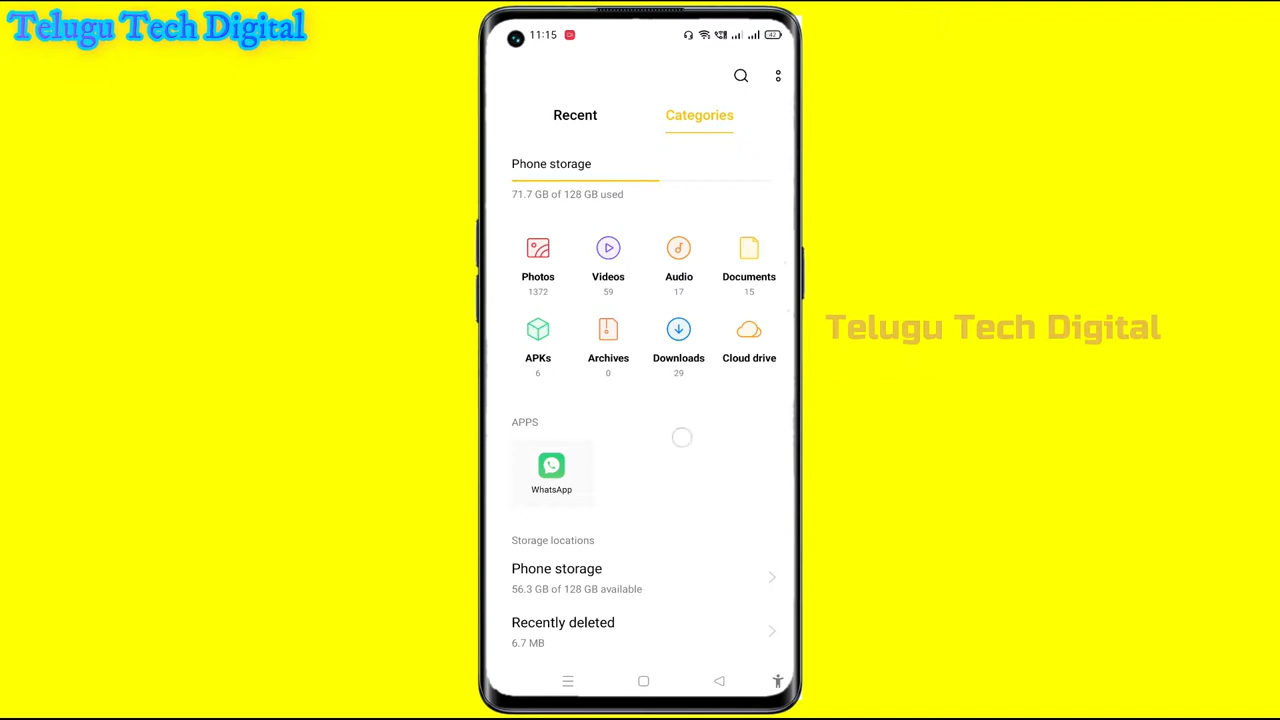 Telugu Tech Digital
11:15
42
Recent
Categories
Phone storage
71.7 GB of 128 GB used
Photos
Videos
Audio
Documents
1372
59
17
15
APKs
Archives
Downloads
Cloud drive
6
0
29
Telugu Tech Digital
APPS
WhatsApp
Storage locations
Phone storage
56.3 GB of 128 GB available
Recently deleted
6.7 MB